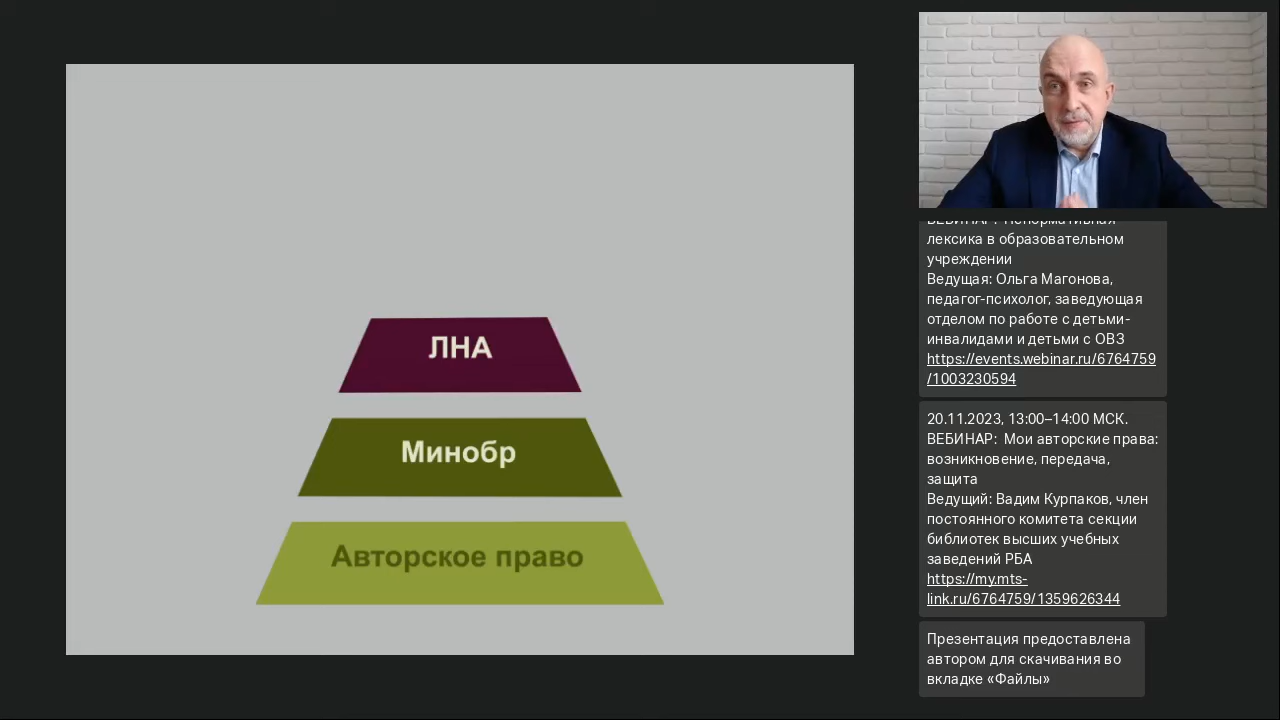 ЛНА
Минобр
Авторское право
ВЕБИНАР: Ненормативная
лексика в образовательном
учреждении
Ведущая: Ольга Магонова,
педагог-психолог, заведующая
отделом по работе с детьми-
инвалидами и детьми с ОВЗ
https://events.webinar.ru/6764759
/1003230594
20.11.2023, 13:00–14:00 МСК.
ВЕБИНАР: Мои авторские права:
возникновение, передача,
защита
Ведущий: Вадим Курпаков, член
постоянного комитета секции
библиотек высших учебных
заведений РБА
https://my.mts-
link.ru/6764759/1359626344
Презентация предоставлена
автором для скачивания во
вкладке «Файлы»